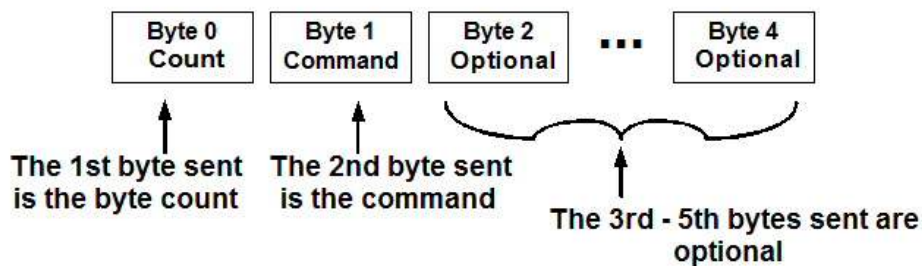 Byte 0
Count
Byte 1
Command
Byte 2
Optional
...
Byte 4
Optional
The 1st byte sent
is the byte count
The 2nd byte sent
is the command
The 3rd - 5th bytes sent are
optional